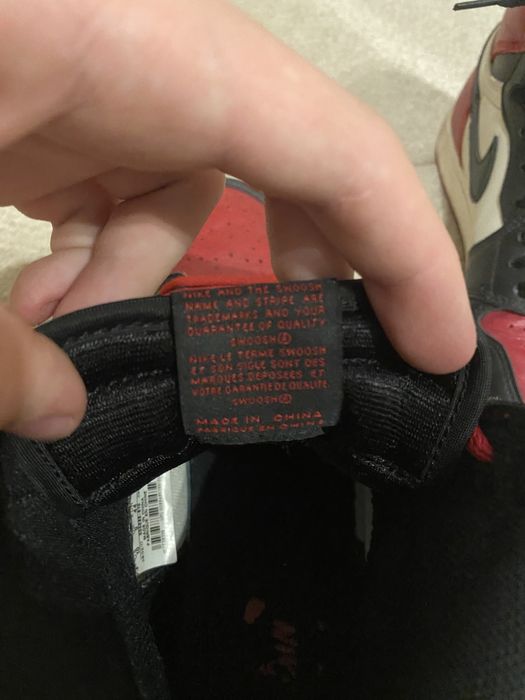 NIKE AND THE SWOOSH
NAME AND STRIPE ARE
TRADEMARKS AND YOUR
GUARANTEE OF QUALITY
SWOOSH®
NIKE LE TERME SWOOSH
ET SON SIGLE SONT DES
MARQUES DEPOSEES ET
VOTRE GARANTIE DE QUALITE
SWOOSH®
MADE IN CHINA
FABRIQUE EN CHINE